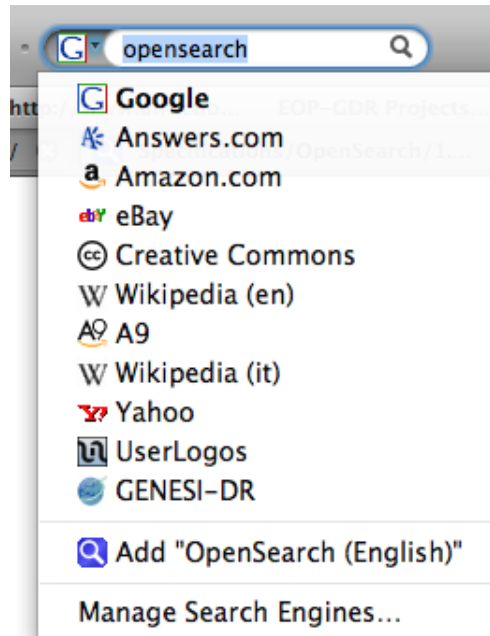 opensearch
Google
Answers.com
Amazon.com
eBay
Creative Commons
Wikipedia (en)
A9
Wikipedia (it)
Yahoo
UserLogos
GENESI-DR
Add "OpenSearch (English)"
Manage Search Engines...